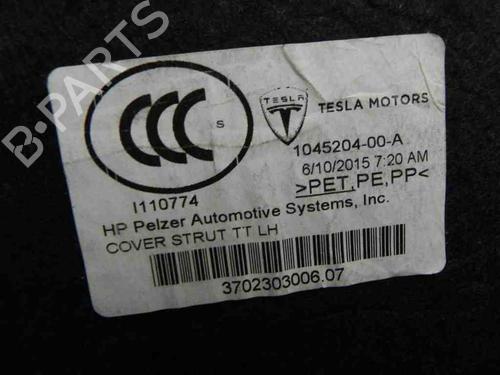 B-PARTS
CCC S
TESLA
TESLA MOTORS
1045204-00-A
6/10/2015 7:20 AM
>PET,PE,PP<
I110774
HP Pelzer Automotive Systems, Inc.
COVER STRUT TT LH
3702303006.07